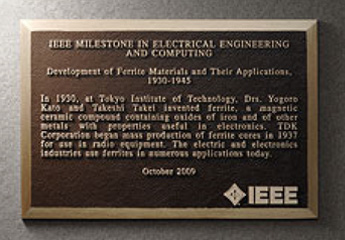 IEEE MILESTONE IN ELECTRICAL ENGINEERING
AND COMPUTING
Development of Ferrite Materials and Their Applications,
1930-1945
In 1930, at Tokyo Institute of Technology, Drs. Yogoro
Kato and Takeshi Takei invented ferrite, a magnetic
ceramic compound containing oxides of iron and of other
metals with properties useful in electronics. TDK
Corporation began mass production of ferrite cores in 1937
for use in radio equipment. The electric and electronics
industries use ferrites in numerous applications today.
October 2009
IEEE